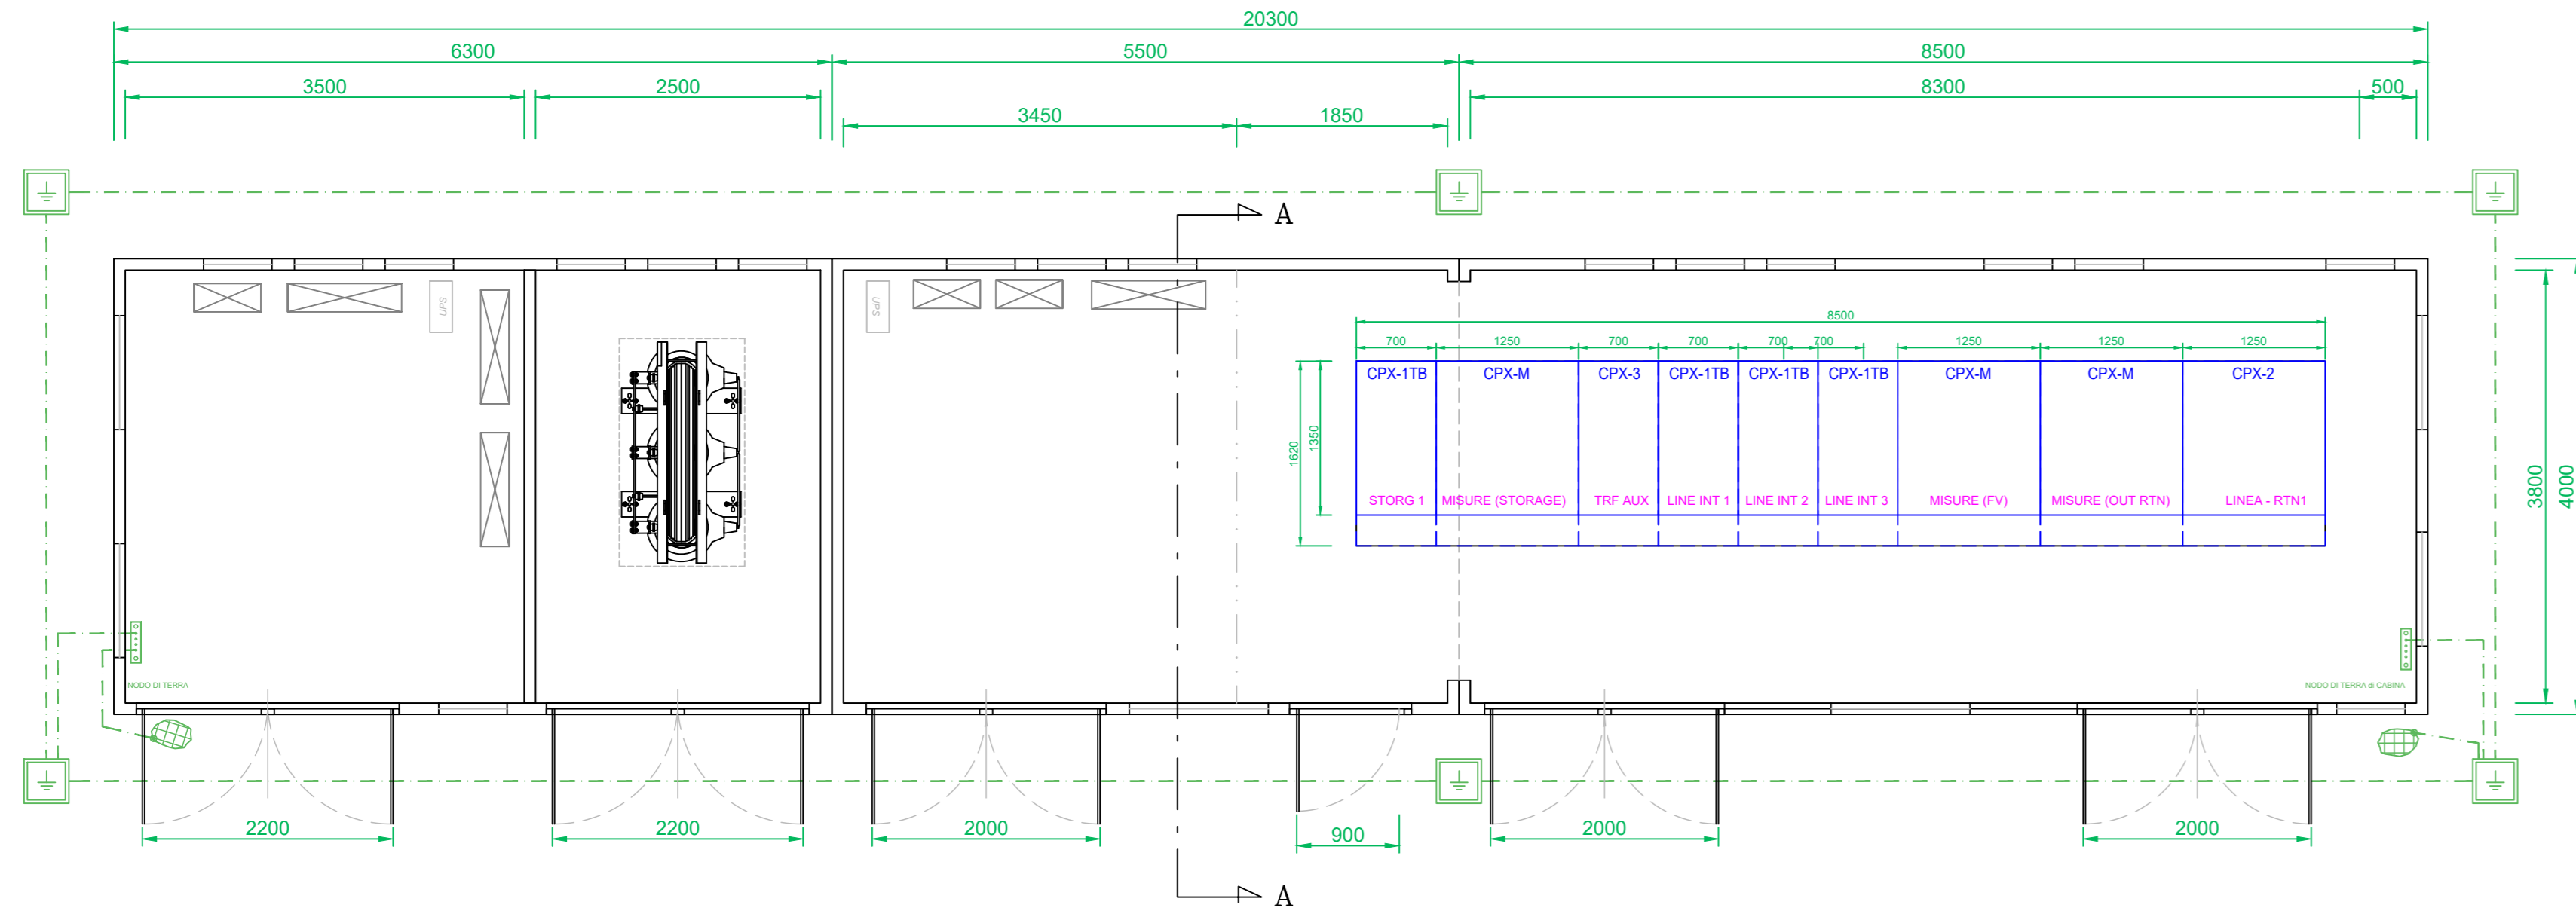 20300
6300 5500 8500
3500 2500 8300 500
3450 1850
A
UPS
UPS
8500
700 1250 700 700 700 700 1250 1250 1250
CPX-1TB CPX-M CPX-3 CPX-1TB CPX-1TB CPX-1TB CPX-M CPX-M CPX-2
1620
1350
3800
4000
STORG 1 MISURE (STORAGE) TRF AUX LINE INT 1 LINE INT 2 LINE INT 3 MISURE (FV) MISURE (OUT RTN) LINEA - RTN1
NODO DI TERRA
NODO DI TERRA di CABINA
2200 2200 2000 900 2000 2000
A